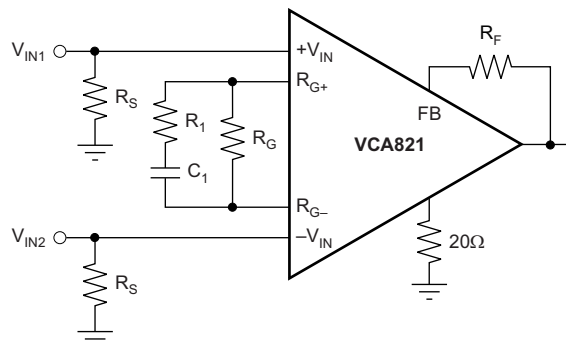 V_IN1
+V_IN
R_F
R_S
R_G+
R_1
R_G
FB
VCA821
C_1
R_G–
V_IN2
–V_IN
R_S
20Ω